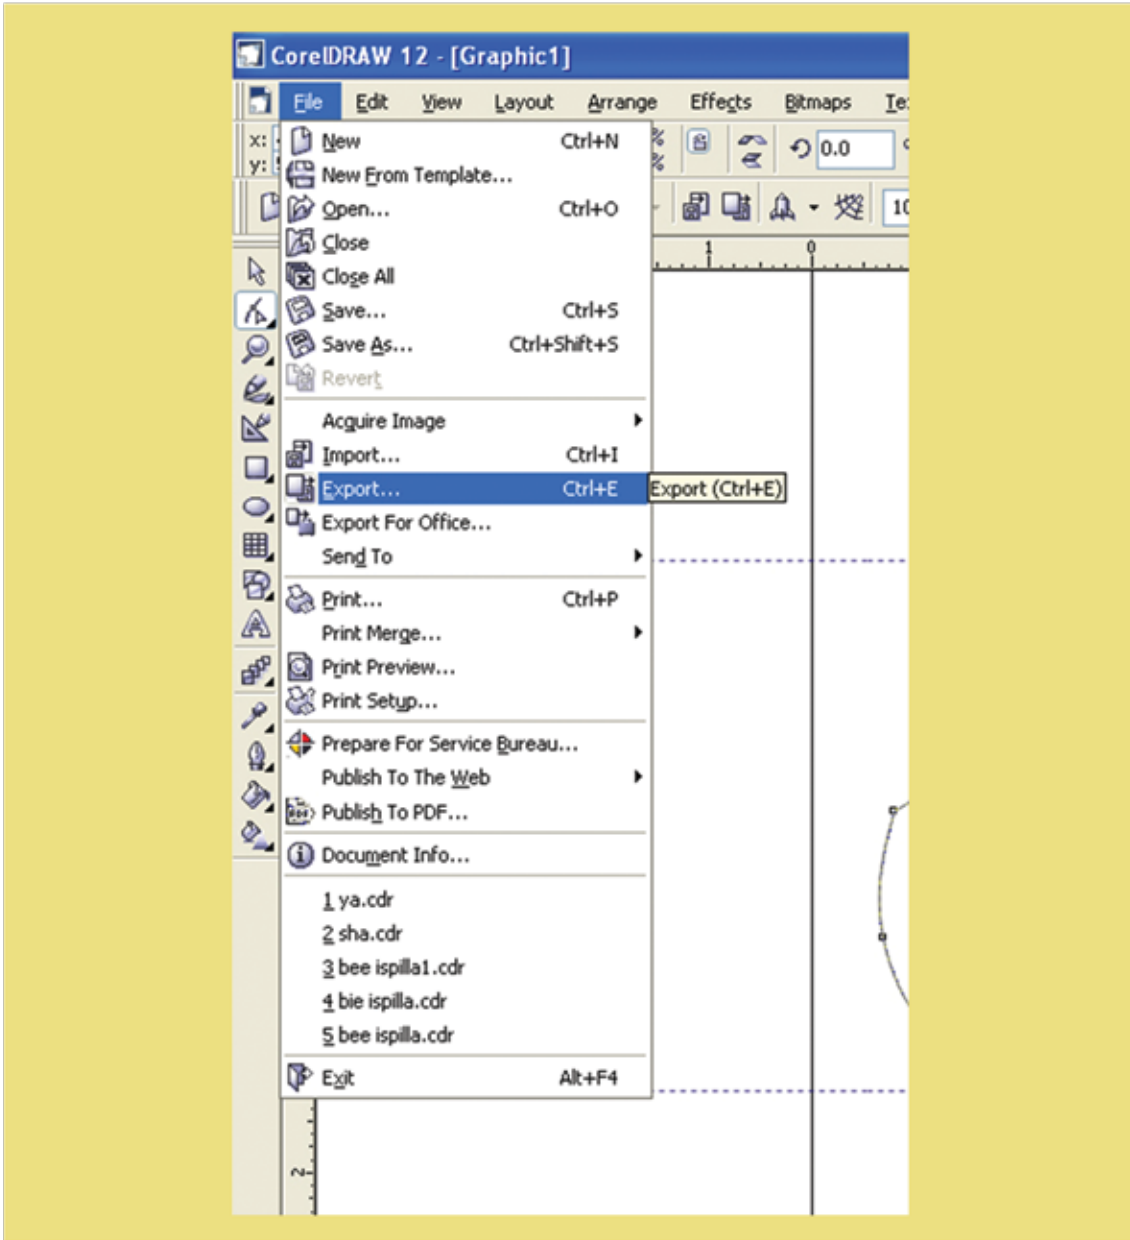 CorelDRAW 12 - [Graphic1]
File Edit View Layout Arrange Effects Bitmaps
x: % 0.0
y: %
New Ctrl+N
New From Template...
Open... Ctrl+O
Close
Close All
Save... Ctrl+S
Save As... Ctrl+Shift+S
Revert
Acquire Image
Import... Ctrl+I
Export... Ctrl+E Export (Ctrl+E)
Export For Office...
Send To
Print... Ctrl+P
Print Merge...
Print Preview...
Print Setup...
Prepare For Service Bureau...
Publish To The Web
Publish To PDF...
Document Info...
1 ya.cdr
2 sha.cdr
3 bee ispilla1.cdr
4 bie ispilla.cdr
5 bee ispilla.cdr
Exit Alt+F4
1 0
2